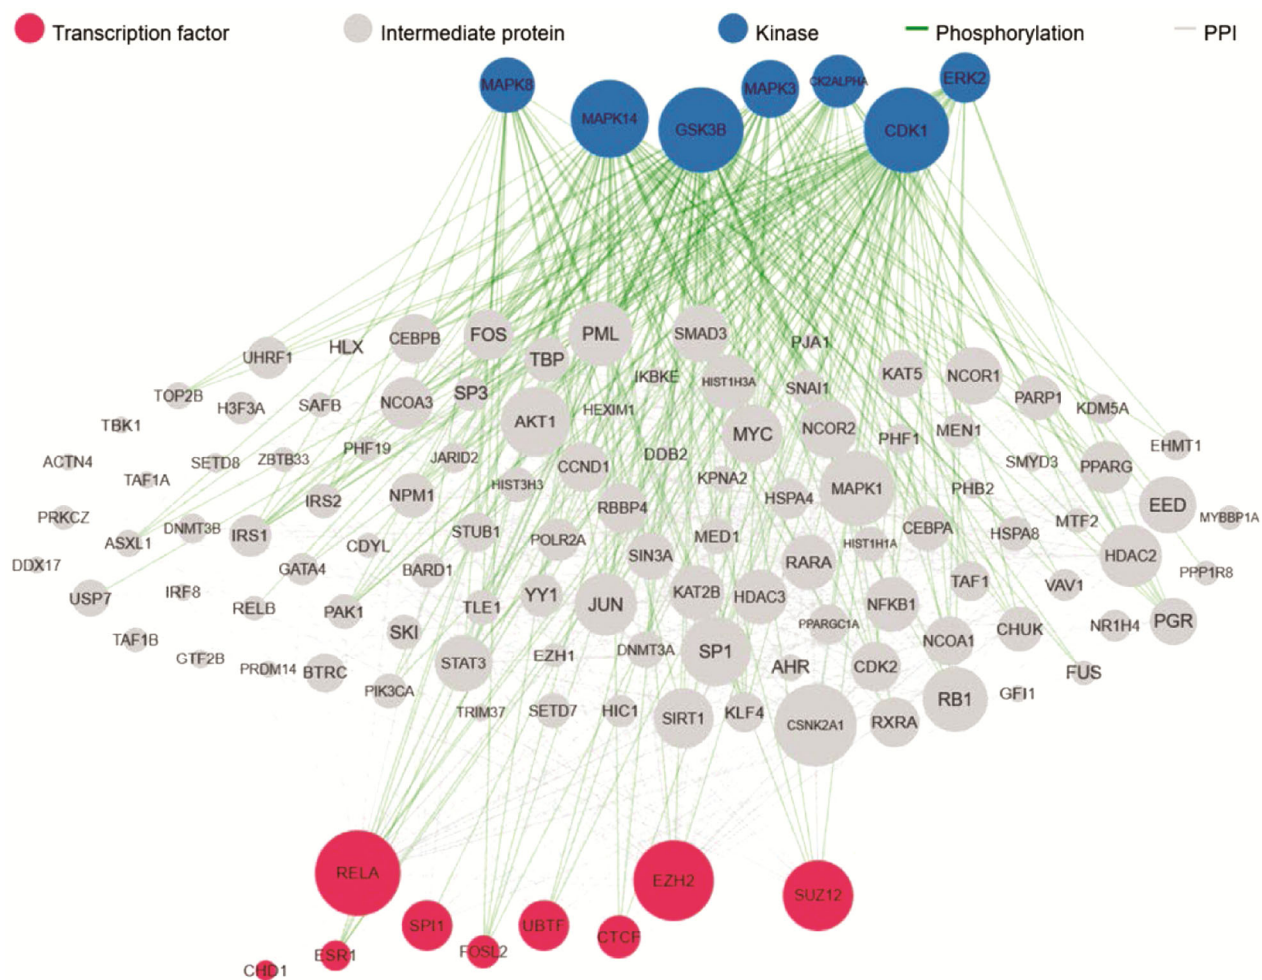 Transcription factor Intermediate protein Kinase Phosphorylation PPI
MAPK8 MAPK14 GSK3B MAPK3 CK2ALPHA CDK1 ERK2
UHRF1 HLX CEBPB FOS TBP PML SMAD3 PJA1
TOP2B H3F3A SAFB NCOA3 SP3 IKBKE HIST1H3A SNAI1 KAT5 NCOR1 PARP1 KDM5A
TBK1 AKT1 HEXIM1 MYC NCOR2 PHF1 MEN1 EHMT1
ACTN4 TAF1A SETD8 ZBTB33 PHF19 JARID2 CCND1 DDB2 KPNA2 SMYD3 PPARG
PRKCZ IRS2 NPM1 HIST3H3 RBBP4 HSPA4 MAPK1 PHB2 EED MYBBP1A
ASXL1 DNMT3B IRS1 CDYL STUB1 POLR2A SIN3A MED1 HIST1H1A CEBPA HSPA8 MTF2 HDAC2
DDX17 USP7 IRF8 GATA4 BARD1 YY1 KAT2B HDAC3 RARA TAF1 VAV1 PPP1R8
RELB PAK1 TLE1 JUN PPARGC1A NFKB1 NCOA1 CHUK NR1H4 PGR
TAF1B GTF2B PRDM14 BTRC SKI STAT3 EZH1 DNMT3A SP1 AHR CDK2 FUS
PIK3CA TRIM37 SETD7 HIC1 SIRT1 KLF4 CSNK2A1 RXRA RB1 GFI1
RELA EZH2 SUZ12
SPI1 UBTF CTCF
CHD1 ESR1 FOSL2